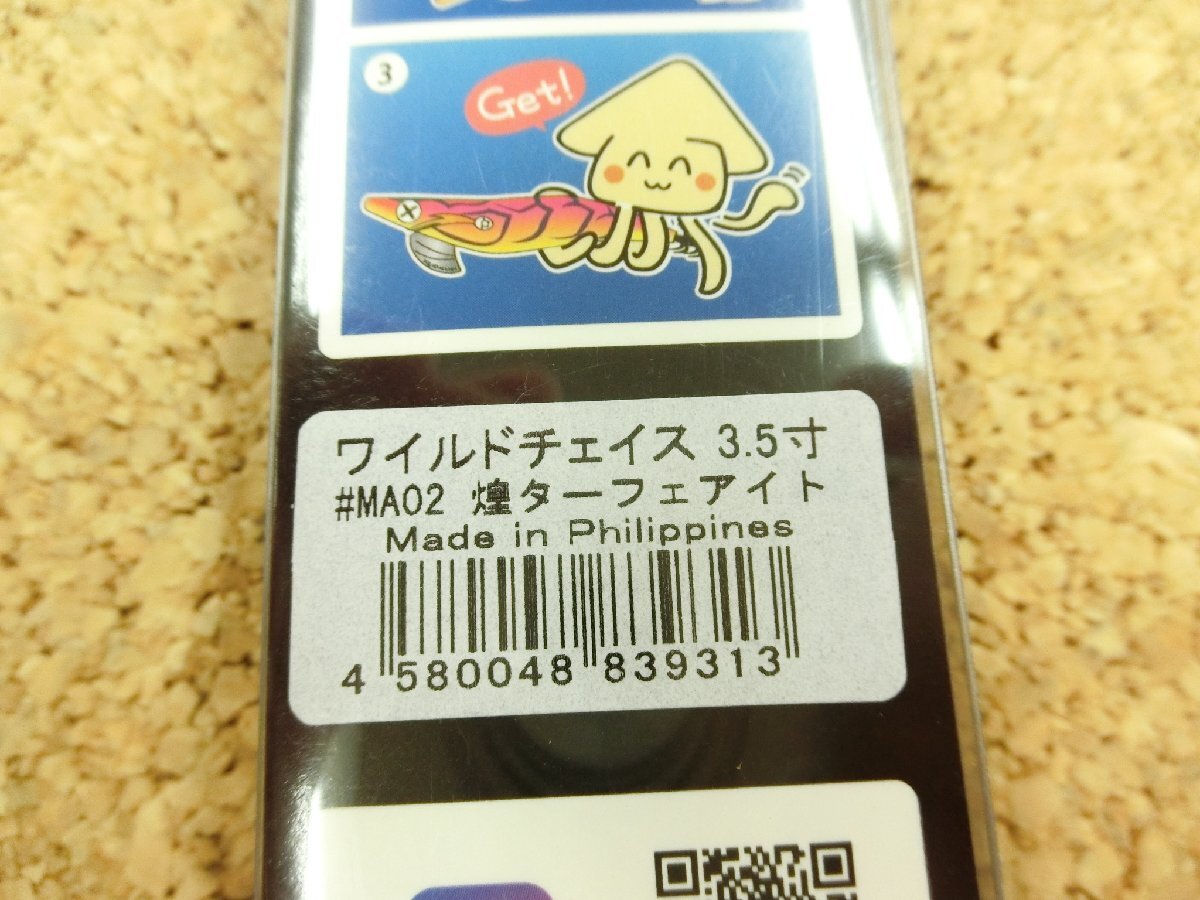 3
Get!
ワイルドチェイス 3.5寸
#MA02 煌ターフェアイト
Made in Philippines
4 580048 839313